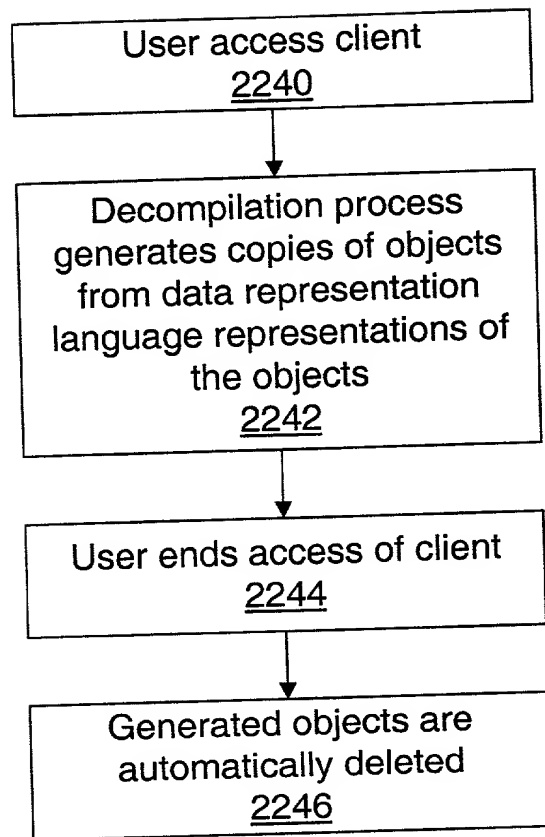 User access client
2240
Decompilation process
generates copies of objects
from data representation
language representations of
the objects
2242
User ends access of client
2244
Generated objects are
automatically deleted
2246